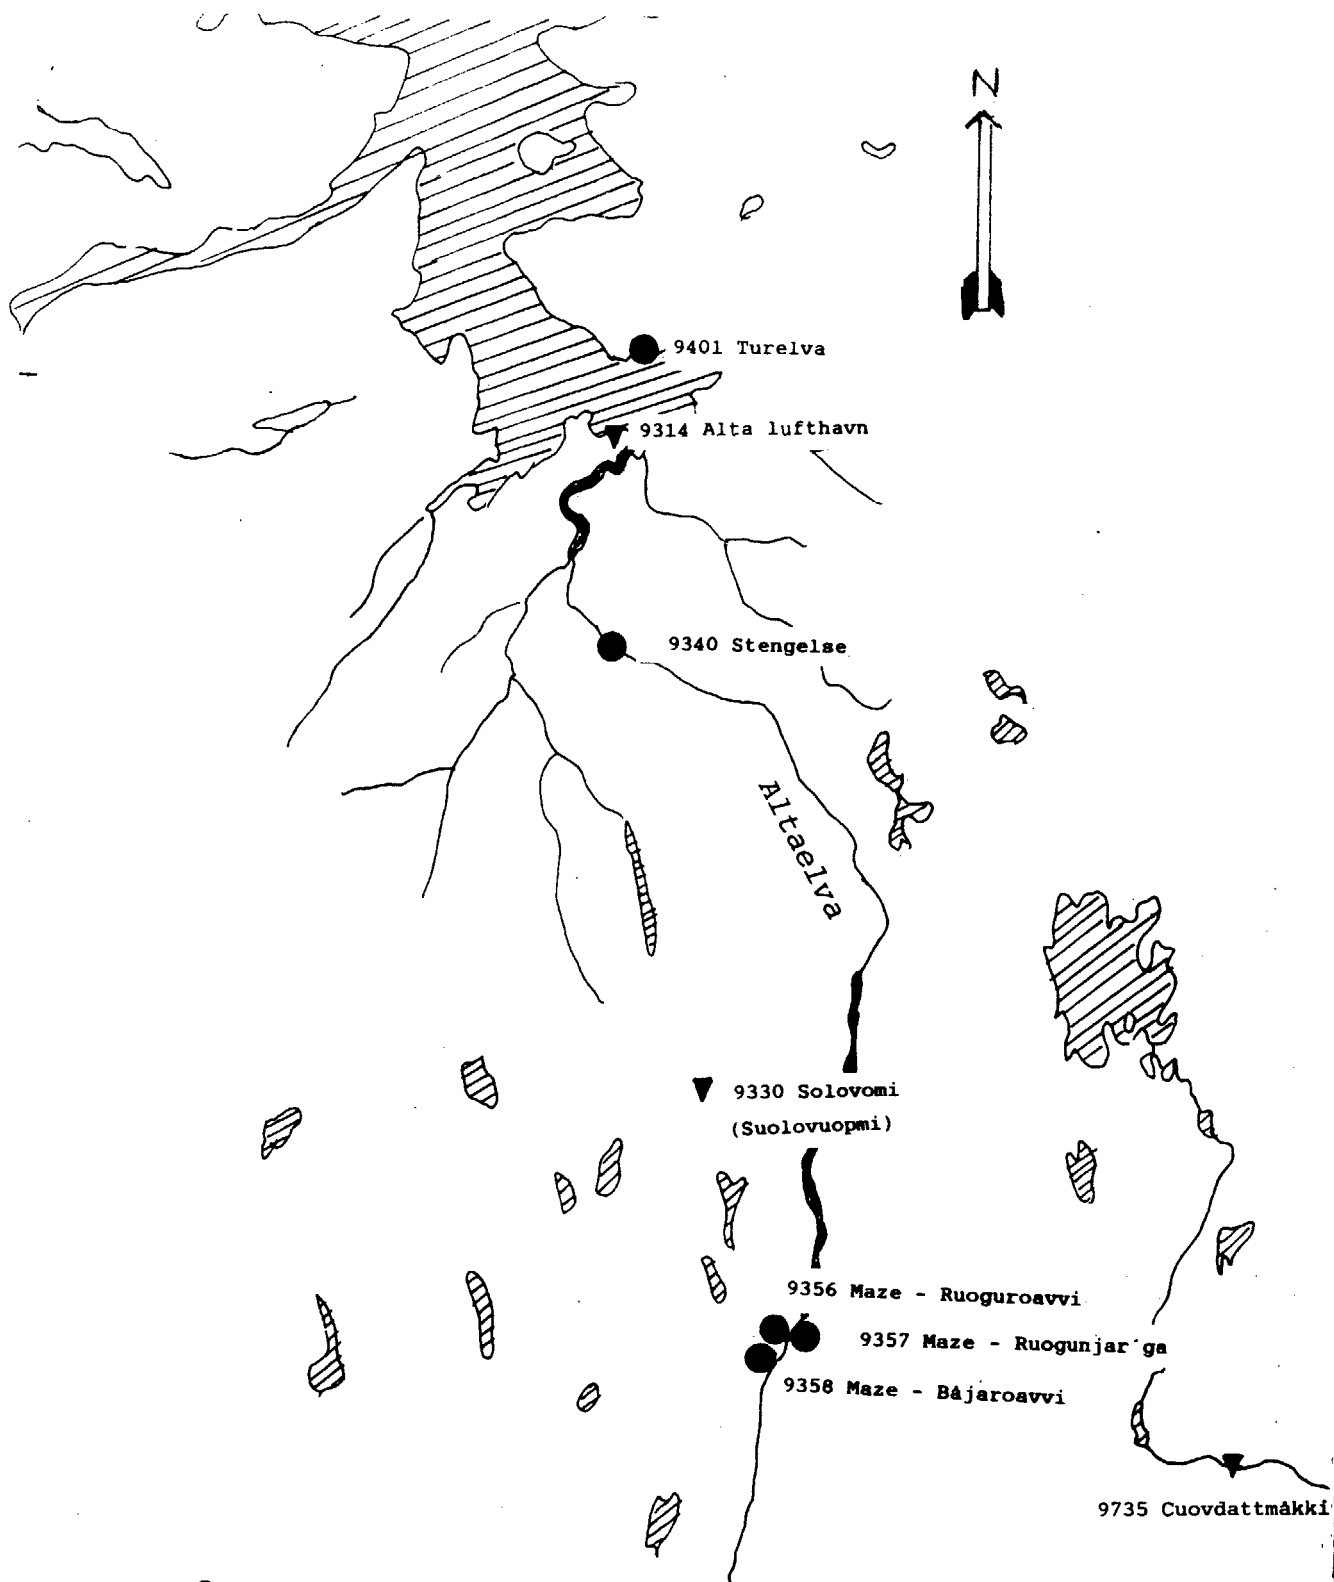 N
9401 Turelva
9314 Alta lufthavn
9340 Stengelse
Altaelva
9330 Solovomi
(Suolovuopmi)
9356 Maze - Ruoguroavvi
9357 Maze - Ruogunjar'ga
9358 Maze - Båjaroavvi
9735 Cuovdattmåkki